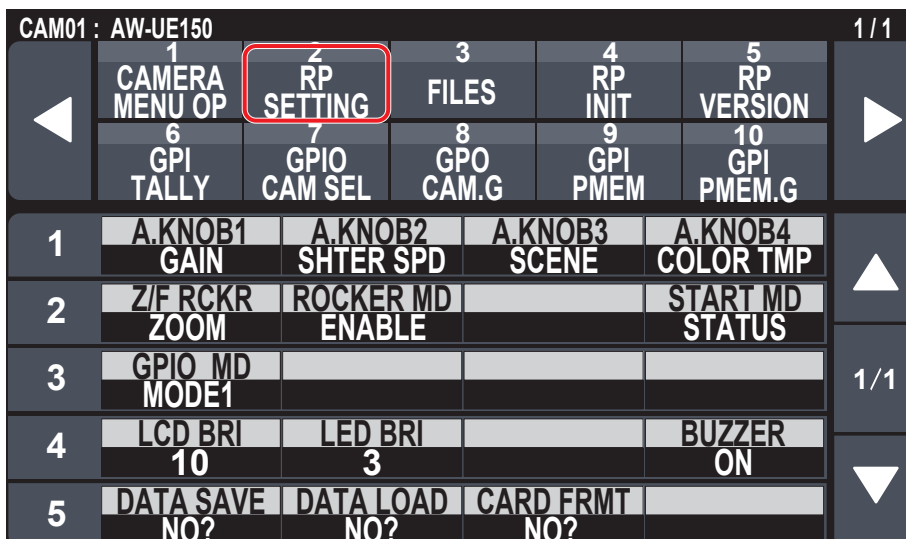 CAM01 : AW-UE150 1 / 1
1 2 3 4 5
CAMERA MENU OP RP SETTING FILES RP INIT RP VERSION
6 7 8 9 10
GPI TALLY GPIO CAM SEL GPO CAM.G GPI PMEM GPI PMEM.G
1 A.KNOB1 A.KNOB2 A.KNOB3 A.KNOB4
GAIN SHTER SPD SCENE COLOR TMP
2 Z/F RCKR ROCKER MD START MD
ZOOM ENABLE STATUS
3 GPIO MD 1/1
MODE1
4 LCD BRI LED BRI BUZZER
10 3 ON
5 DATA SAVE DATA LOAD CARD FRMT
NO? NO? NO?